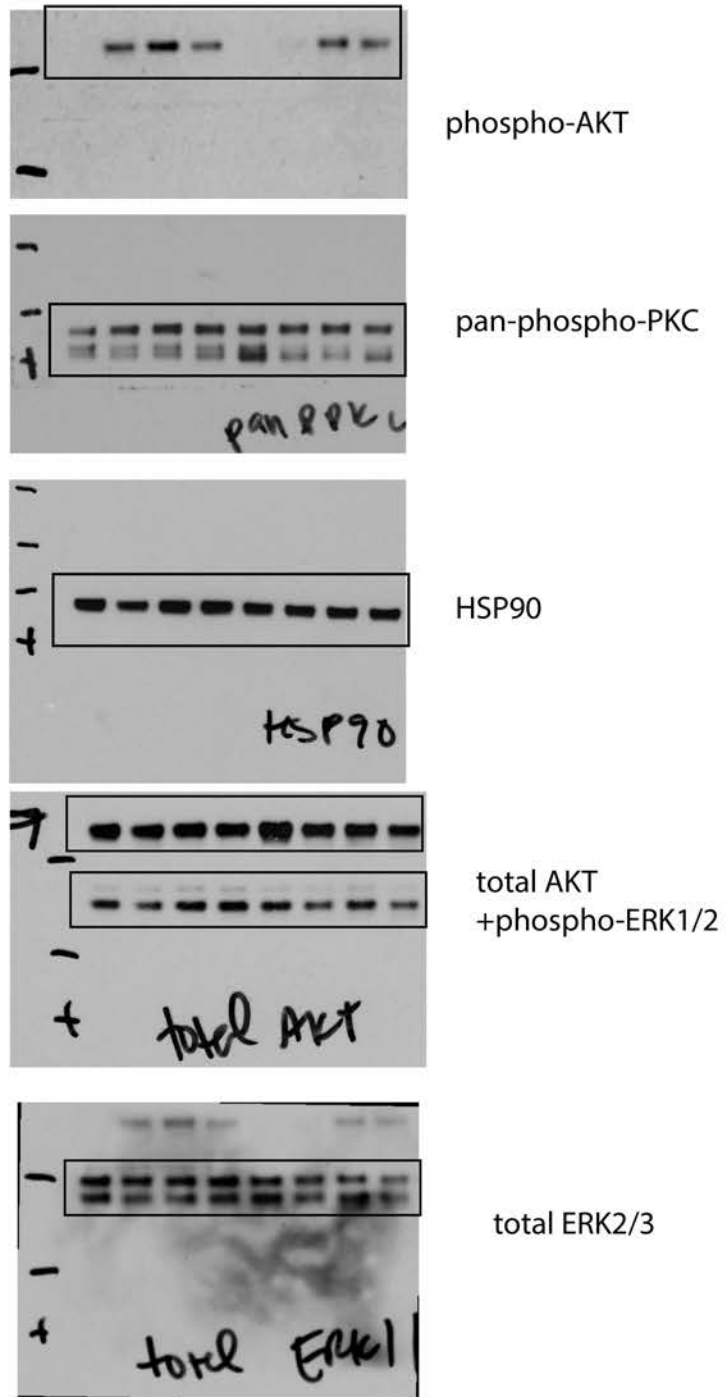 phospho-AKT
pan-phospho-PKC
pan PPKC
HSP90
HSP90
total AKT
+phospho-ERK1/2
total AKT
total ERK2/3
total ERK1